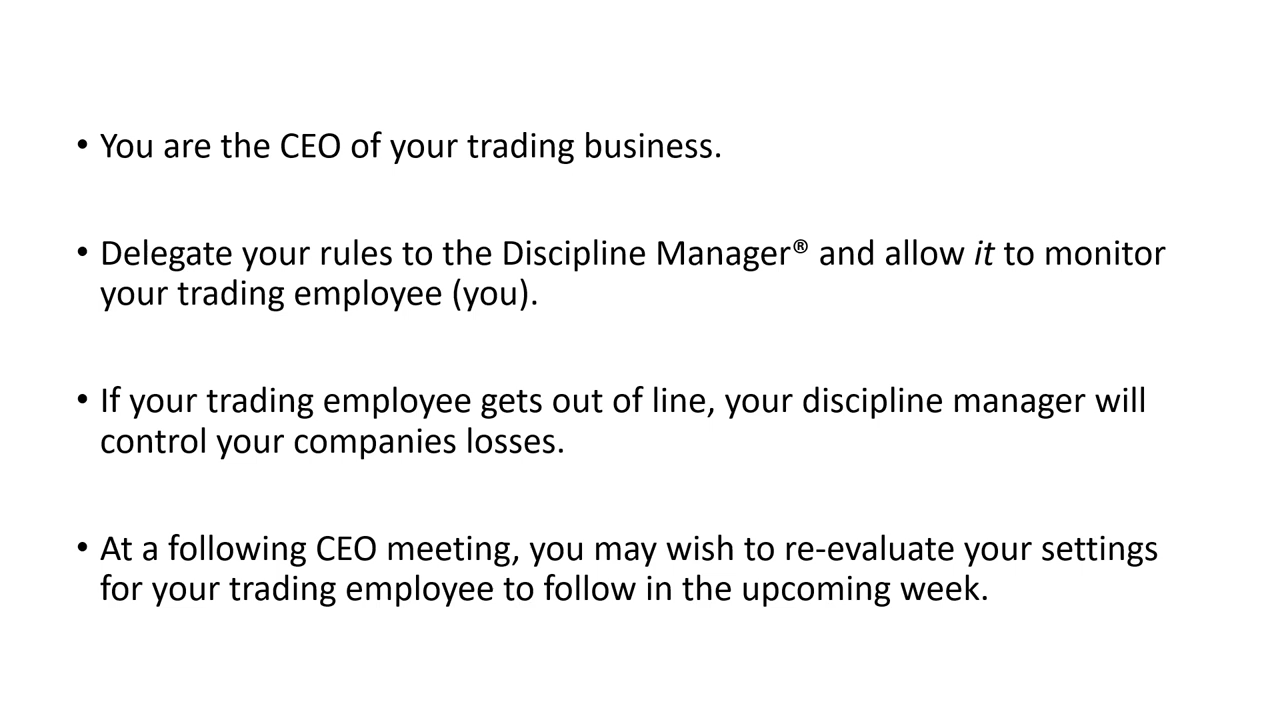 • You are the CEO of your trading business.
• Delegate your rules to the Discipline Manager® and allow it to monitor
your trading employee (you).
• If your trading employee gets out of line, your discipline manager will
control your companies losses.
• At a following CEO meeting, you may wish to re-evaluate your settings
for your trading employee to follow in the upcoming week.